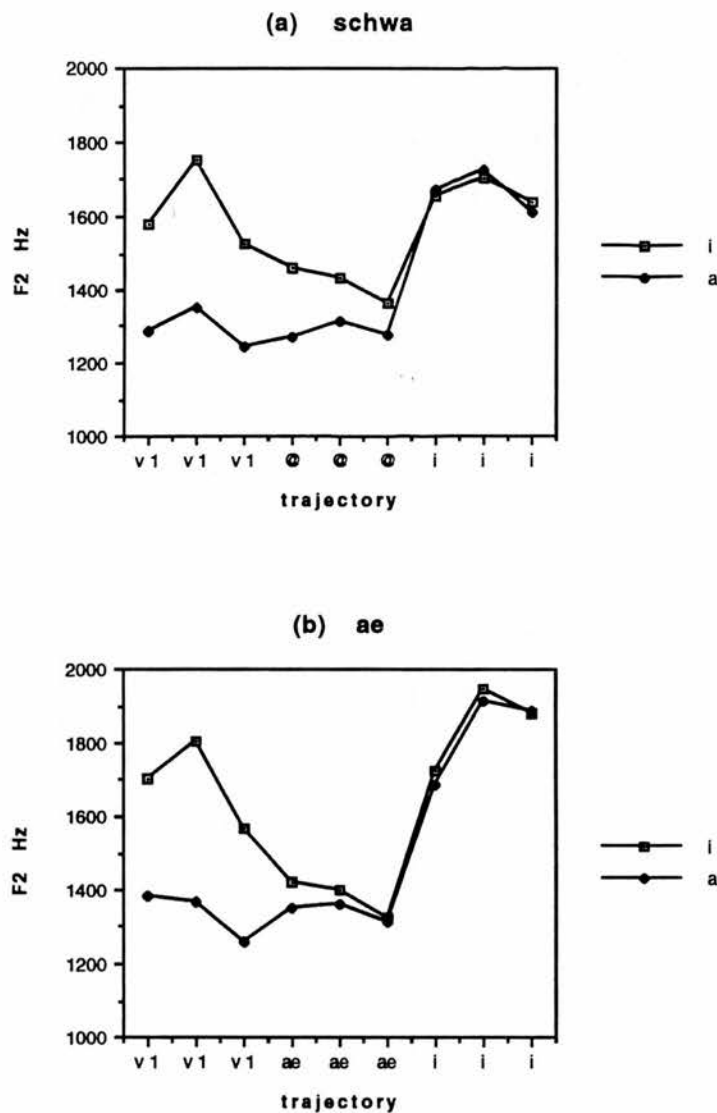 (a) schwa
2000
1800
1600
1400
1200
1000
F2 Hz
v1 v1 v1 @ @ @ i i i
trajectory
i
a
(b) ae
2000
1800
1600
1400
1200
1000
F2 Hz
v1 v1 v1 ae ae ae i i i
trajectory
i
a